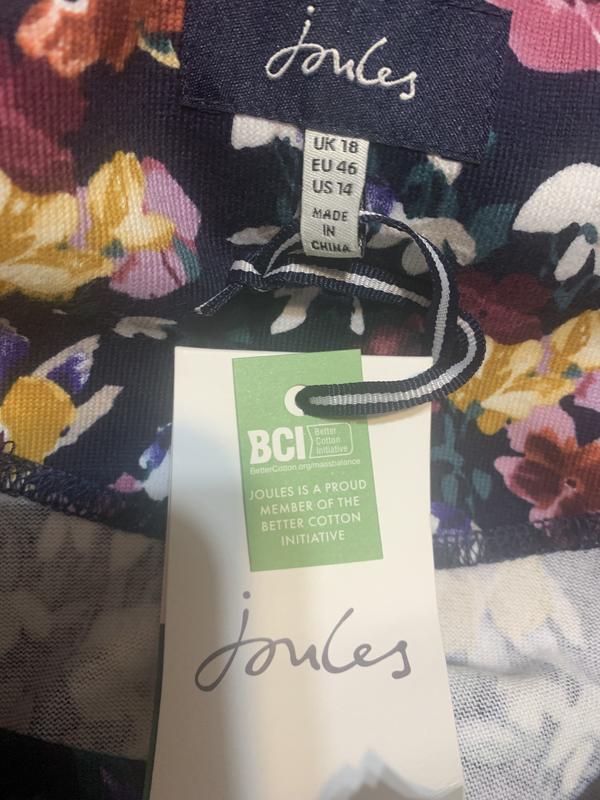 joules
UK 18
EU 46
US 14
MADE
IN
CHINA
BCI
Better
Cotton
Initiative
BetterCotton.org/massbalance
JOULES IS A PROUD
MEMBER OF THE
BETTER COTTON
INITIATIVE
joules